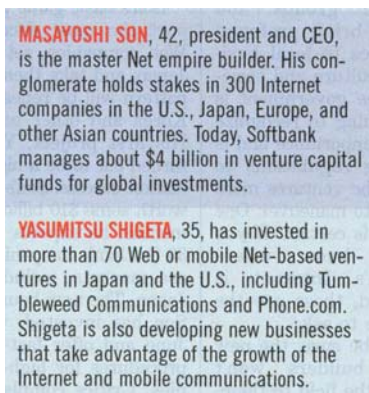 MASAYOSHI SON, 42, president and CEO,
is the master Net empire builder. His con-
glomerate holds stakes in 300 Internet
companies in the U.S., Japan, Europe, and
other Asian countries. Today, Softbank
manages about $4 billion in venture capital
funds for global investments.
YASUMITSU SHIGETA, 35, has invested in
more than 70 Web or mobile Net-based ven-
tures in Japan and the U.S., including Tum-
bleweed Communications and Phone.com.
Shigeta is also developing new businesses
that take advantage of the growth of the
Internet and mobile communications.